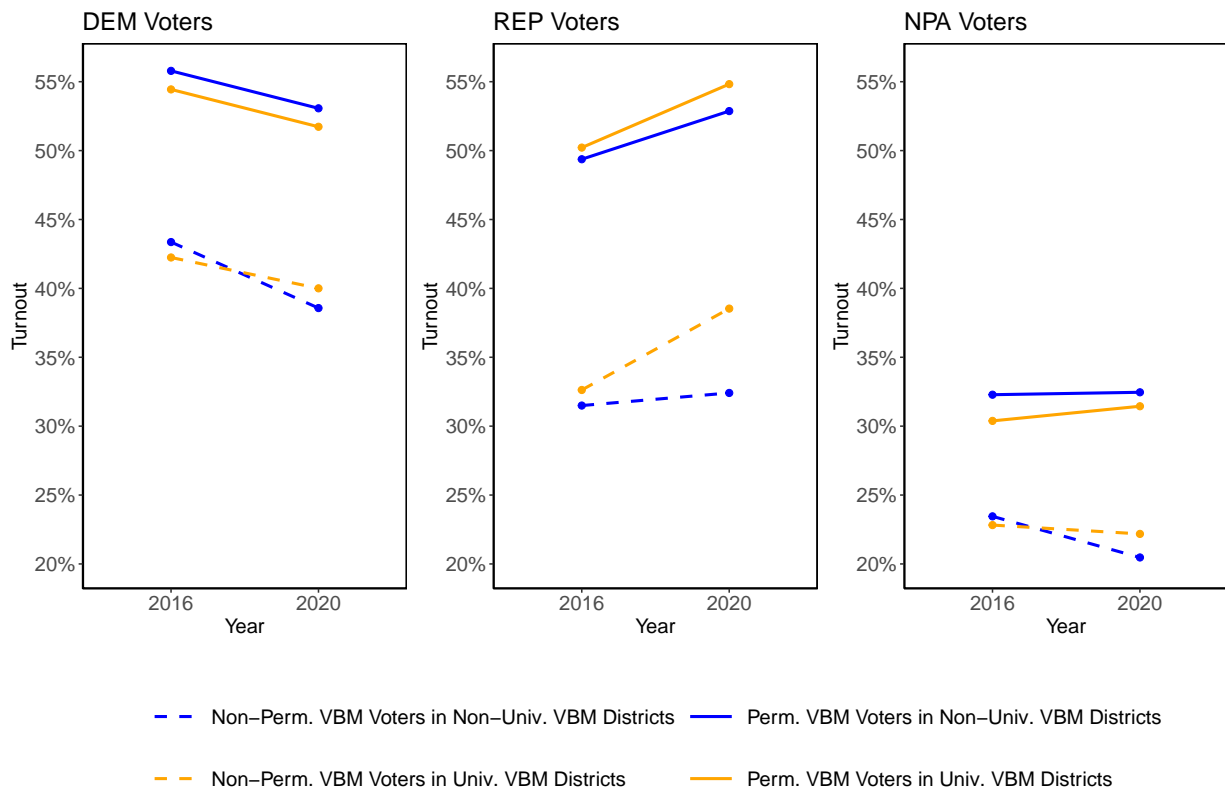 DEM Voters
55%
50%
45%
40%
35%
30%
25%
20%
Turnout
2016 2020
Year
REP Voters
55%
50%
45%
40%
35%
30%
25%
20%
Turnout
2016 2020
Year
NPA Voters
55%
50%
45%
40%
35%
30%
25%
20%
Turnout
2016 2020
Year
Non−Perm. VBM Voters in Non−Univ. VBM Districts
Perm. VBM Voters in Non−Univ. VBM Districts
Non−Perm. VBM Voters in Univ. VBM Districts
Perm. VBM Voters in Univ. VBM Districts